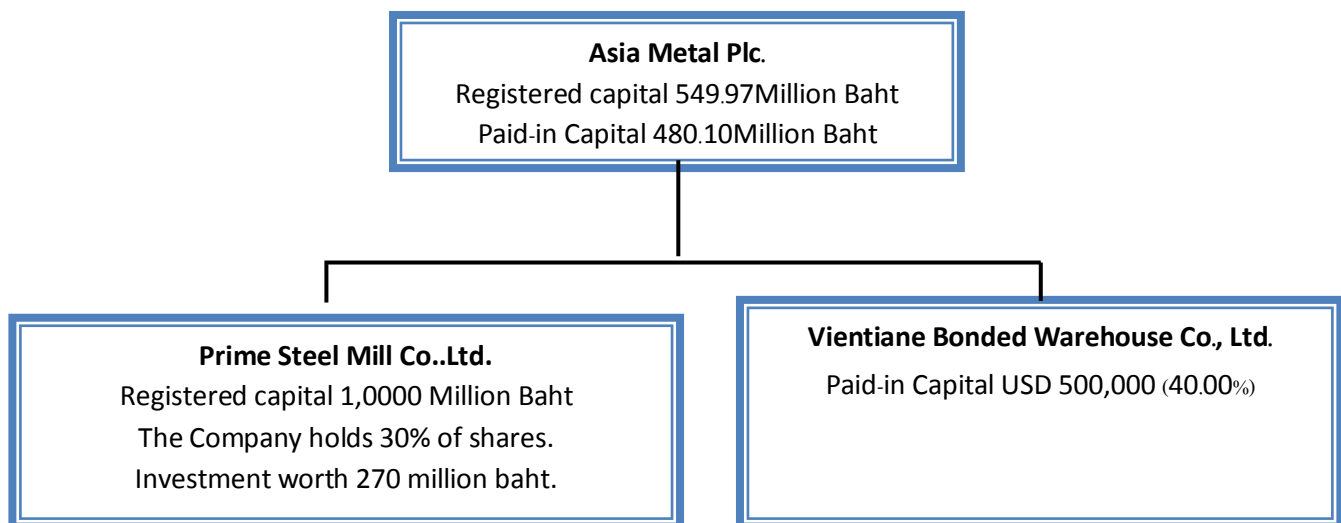 Asia Metal Plc.
Registered capital 549.97Million Baht
Paid-in Capital 480.10Million Baht
Prime Steel Mill Co..Ltd.
Registered capital 1,0000 Million Baht
The Company holds 30% of shares.
Investment worth 270 million baht.
Vientiane Bonded Warehouse Co., Ltd.
Paid-in Capital USD 500,000 (40.00%)